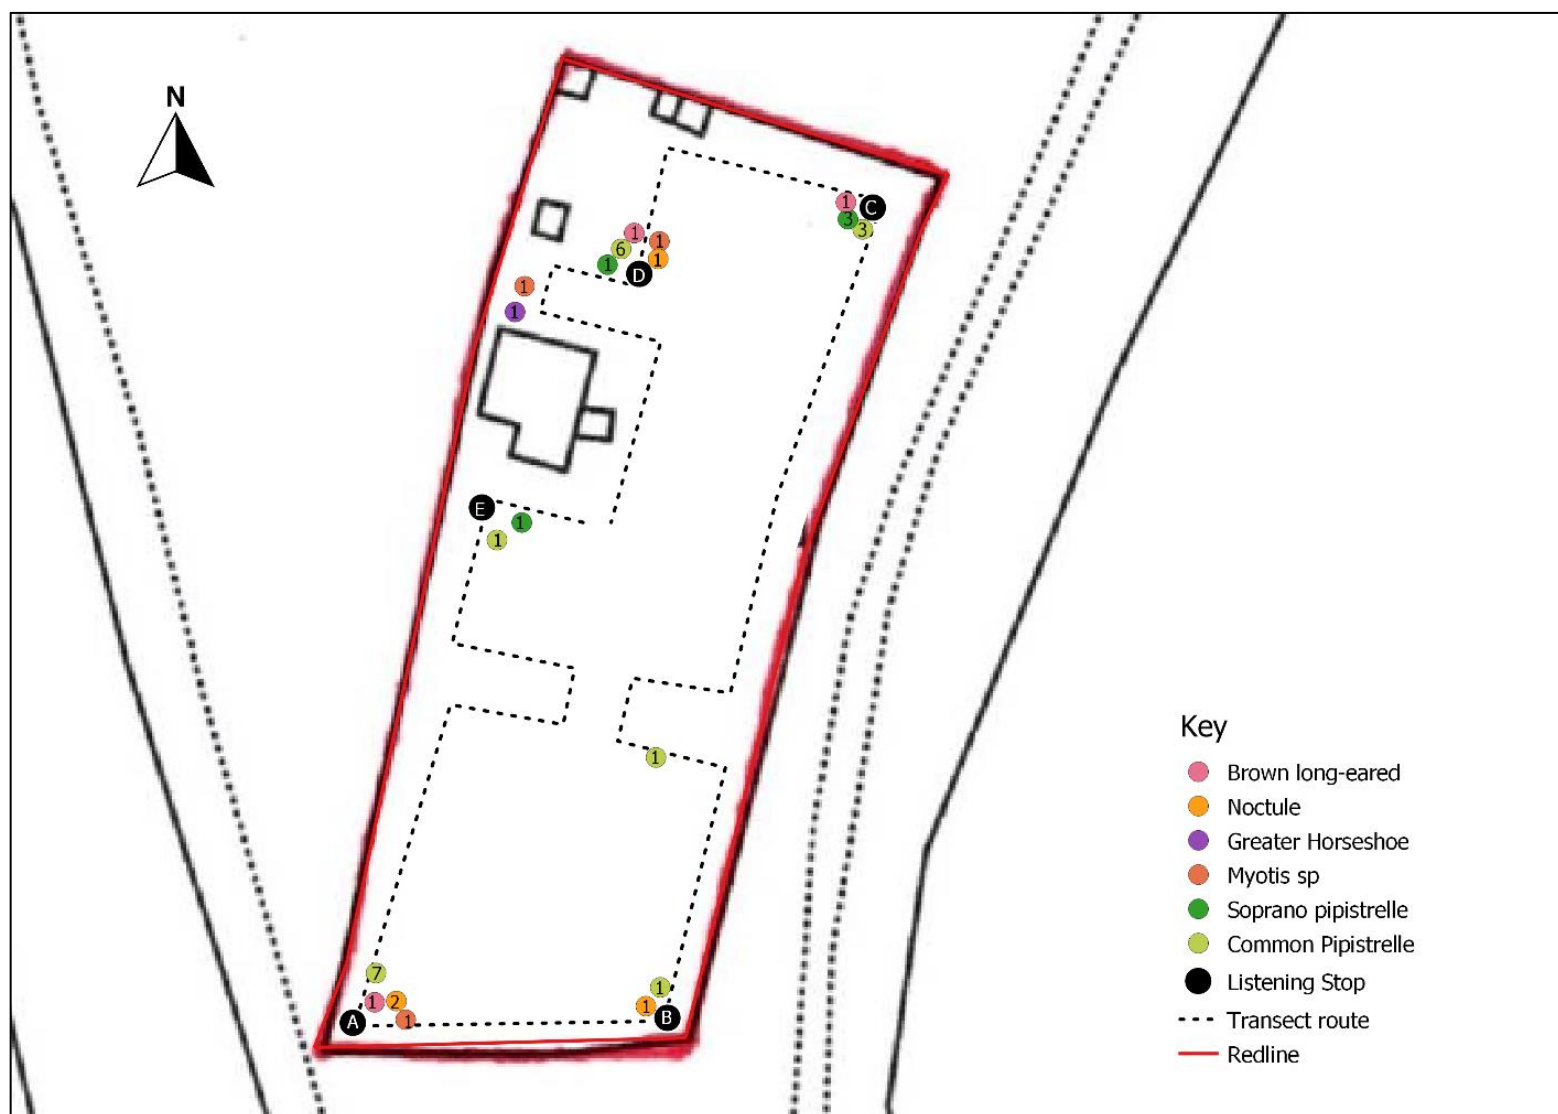 N
1
C
3
3
1
1
6
1
1
D
1
1
E
1
1
1
7
1
2
1
A
1
1
B
Key
Brown long-eared
Noctule
Greater Horseshoe
Myotis sp
Soprano pipistrelle
Common Pipistrelle
Listening Stop
Transect route
Redline